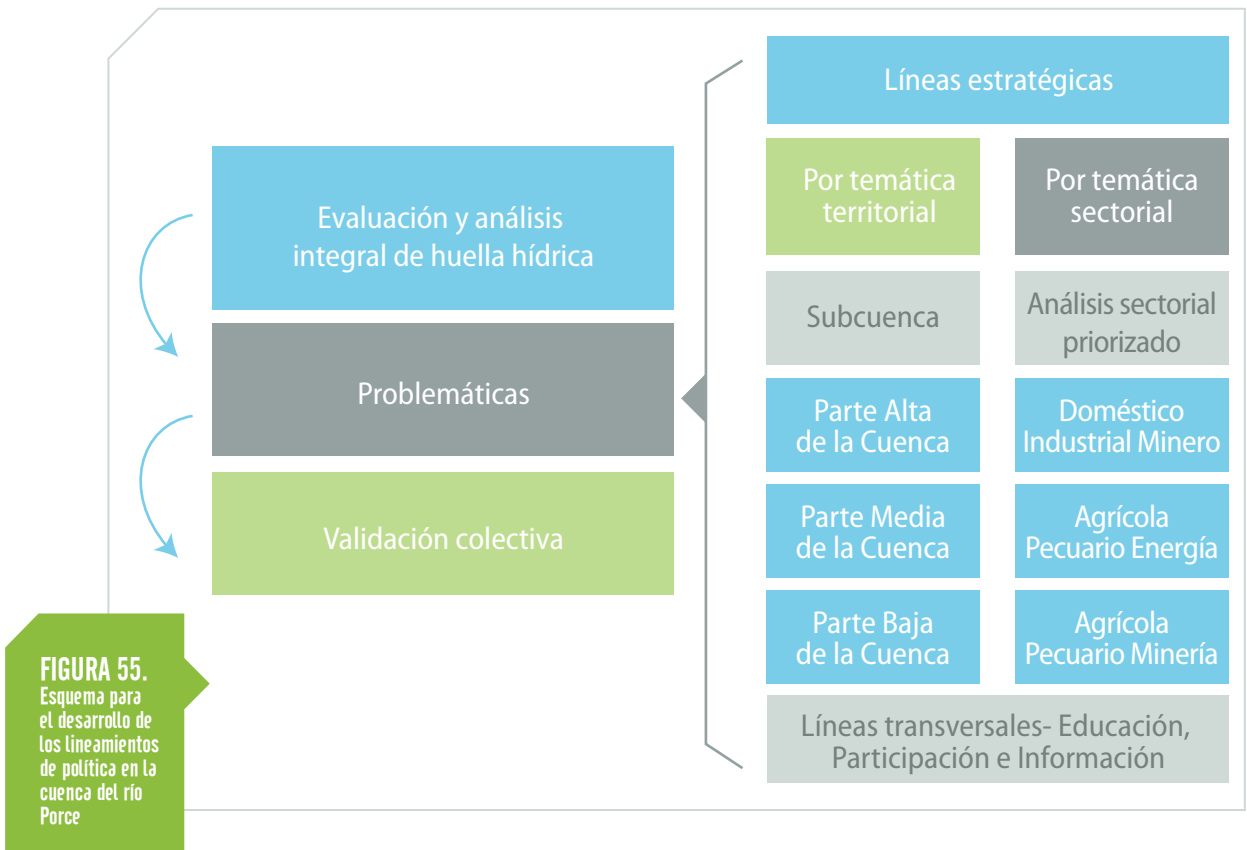 Evaluación y análisis
integral de huella hídrica
Problemáticas
Validación colectiva
Líneas estratégicas
Por temática
territorial
Por temática
sectorial
Subcuenca
Análisis sectorial
priorizado
Parte Alta
de la Cuenca
Doméstico
Industrial Minero
Parte Media
de la Cuenca
Agrícola
Pecuario Energía
Parte Baja
de la Cuenca
Agrícola
Pecuario Minería
Líneas transversales- Educación,
Participación e Información
FIGURA 55.
Esquema para
el desarrollo de
los lineamientos
de política en la
cuenca del río
Porce